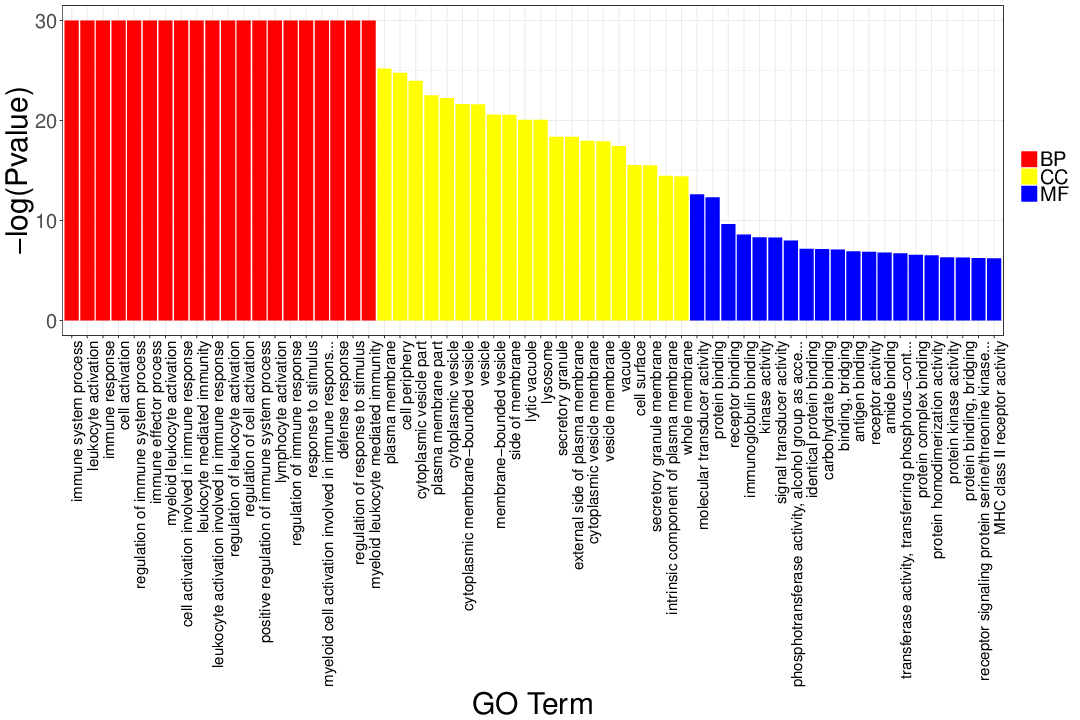 30
20
10
0
−log(Pvalue)
immune system process
leukocyte activation
immune response
cell activation
regulation of immune system process
immune effector process
myeloid leukocyte activation
cell activation involved in immune response
leukocyte mediated immunity
leukocyte activation involved in immune response
regulation of leukocyte activation
regulation of cell activation
positive regulation of immune system process
lymphocyte activation
regulation of immune response
response to stimulus
myeloid cell activation involved in immune respons...
defense response
regulation of response to stimulus
myeloid leukocyte mediated immunity
plasma membrane
cell periphery
cytoplasmic vesicle part
plasma membrane part
cytoplasmic vesicle
cytoplasmic membrane−bounded vesicle
vesicle
membrane−bounded vesicle
side of membrane
lytic vacuole
lysosome
secretory granule
external side of plasma membrane
cytoplasmic vesicle membrane
vesicle membrane
vacuole
cell surface
secretory granule membrane
intrinsic component of plasma membrane
whole membrane
molecular transducer activity
protein binding
receptor binding
immunoglobulin binding
kinase activity
signal transducer activity
phosphotransferase activity, alcohol group as acce...
identical protein binding
carbohydrate binding
binding, bridging
antigen binding
receptor activity
amide binding
transferase activity, transferring phosphorus−cont...
protein complex binding
protein homodimerization activity
protein kinase activity
protein binding, bridging
receptor signaling protein serine/threonine kinase...
MHC class II receptor activity
GO Term
BP
CC
MF